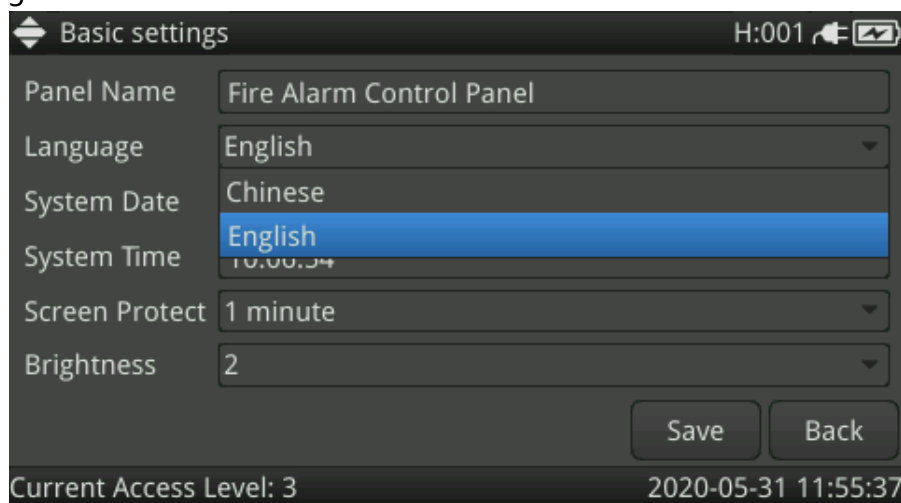 Basic settings H:001
Panel Name Fire Alarm Control Panel
Language English
Chinese
System Date
English
System Time
Screen Protect 1 minute
Brightness 2
Save Back
Current Access Level: 3 2020-05-31 11:55:37